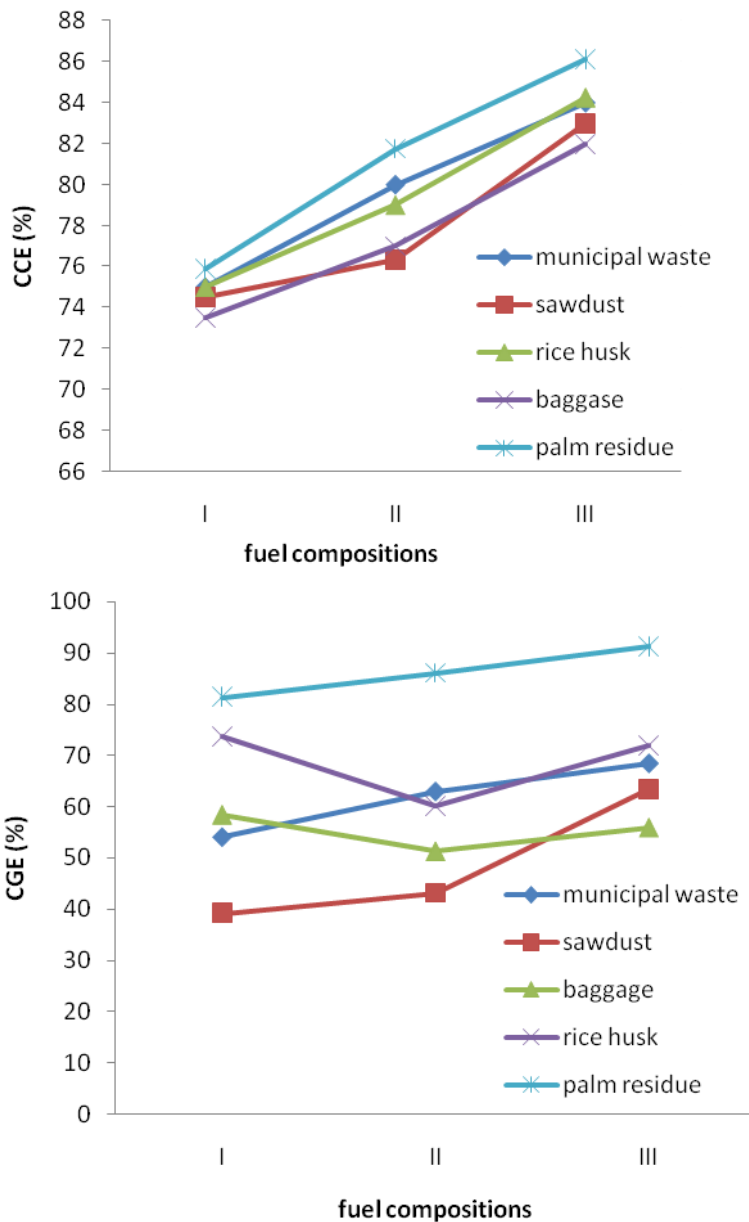 88
86
84
82
80
78
76
74
72
70
68
66
CCE (%)
municipal waste
sawdust
rice husk
baggase
palm residue
I II III
fuel compositions
100
90
80
70
60
50
40
30
20
10
0
CGE (%)
municipal waste
sawdust
baggage
rice husk
palm residue
I II III
fuel compositions